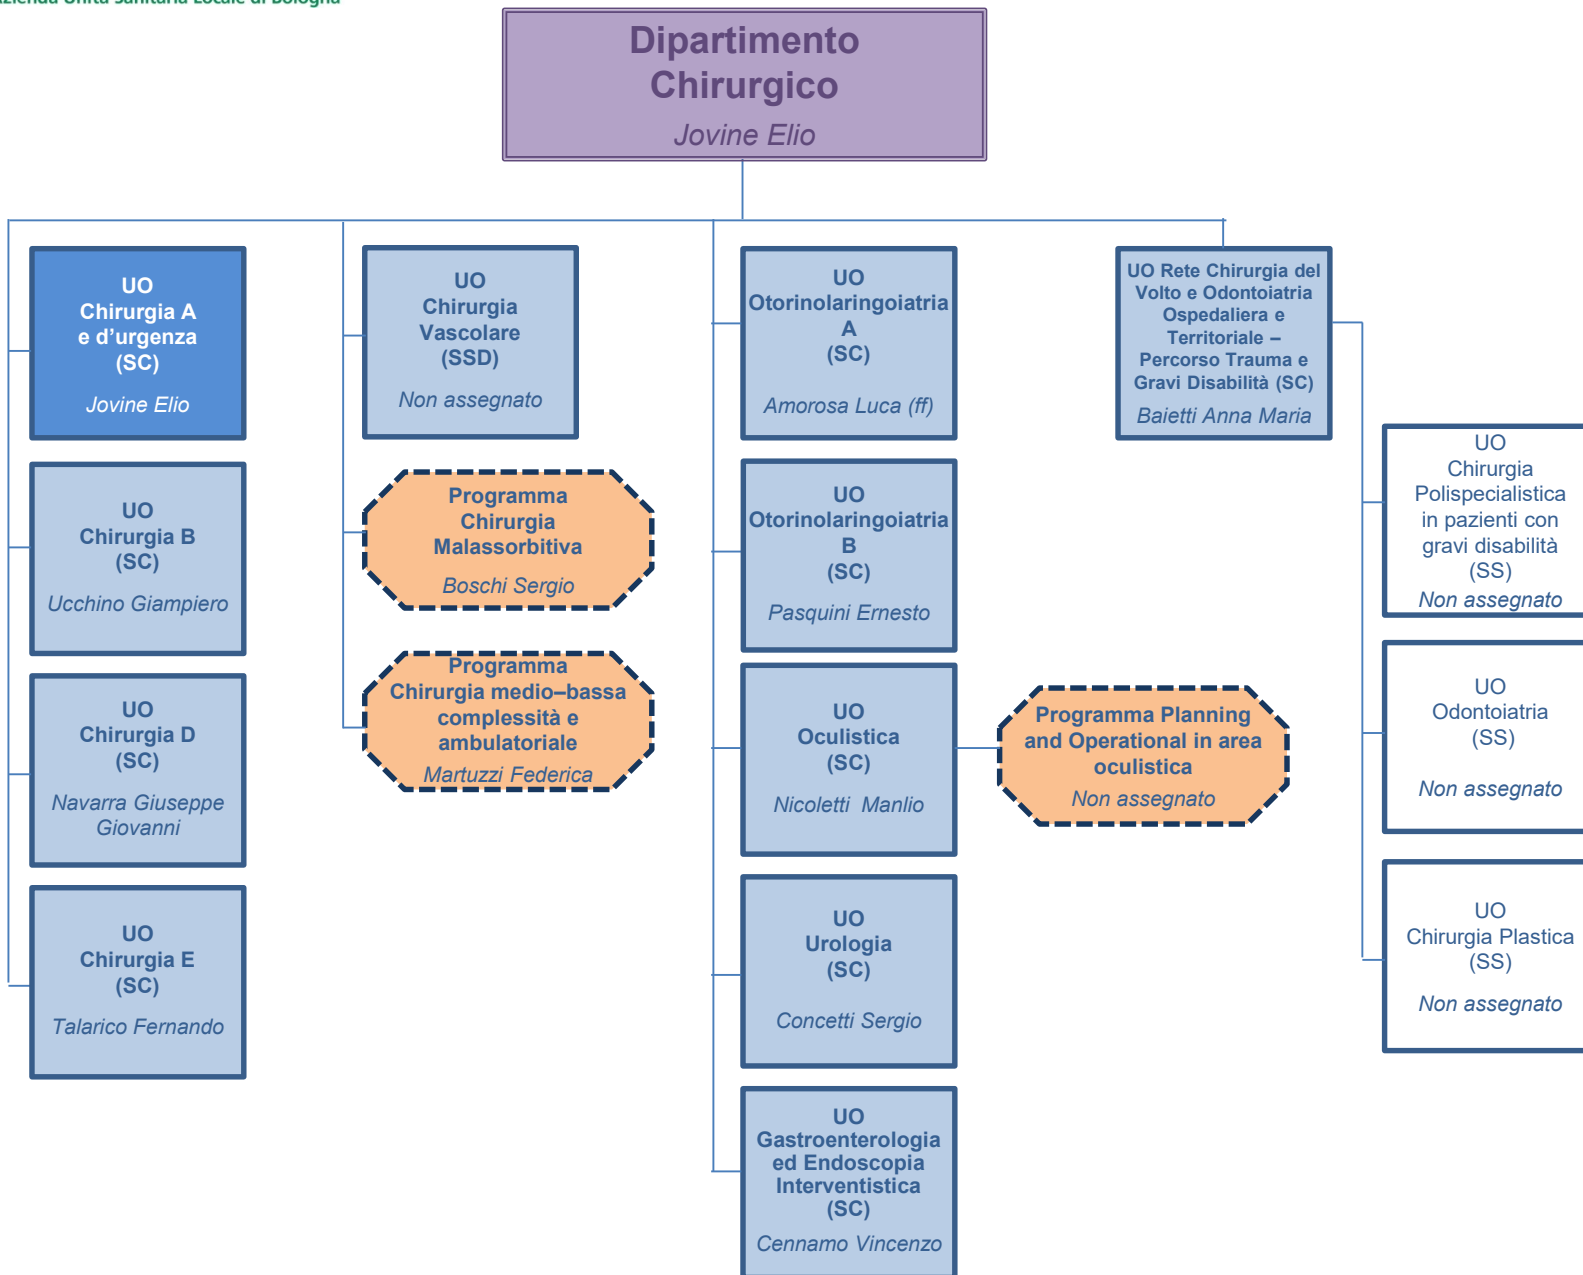 Azienda Unità Sanitaria Locale di Bologna
Dipartimento
Chirurgico
Jovine Elio
UO
Chirurgia A
e d’urgenza
(SC)
Jovine Elio
UO
Chirurgia B
(SC)
Ucchino Giampiero
UO
Chirurgia D
(SC)
Navarra Giuseppe
Giovanni
UO
Chirurgia E
(SC)
Talarico Fernando
UO
Chirurgia
Vascolare
(SSD)
Non assegnato
Programma
Chirurgia
Malassorbitiva
Boschi Sergio
Programma
Chirurgia medio–bassa
complessità e
ambulatoriale
Martuzzi Federica
UO
Otorinolaringoiatria
A
(SC)
Amorosa Luca (ff)
UO
Otorinolaringoiatria
B
(SC)
Pasquini Ernesto
UO
Oculistica
(SC)
Nicoletti Manlio
Programma Planning
and Operational in area
oculistica
Non assegnato
UO
Urologia
(SC)
Concetti Sergio
UO
Gastroenterologia
ed Endoscopia
Interventistica
(SC)
Cennamo Vincenzo
UO Rete Chirurgia del
Volto e Odontoiatria
Ospedaliera e
Territoriale –
Percorso Trauma e
Gravi Disabilità (SC)
Baietti Anna Maria
UO
Chirurgia
Polispecialistica
in pazienti con
gravi disabilità
(SS)
Non assegnato
UO
Odontoiatria
(SS)
Non assegnato
UO
Chirurgia Plastica
(SS)
Non assegnato